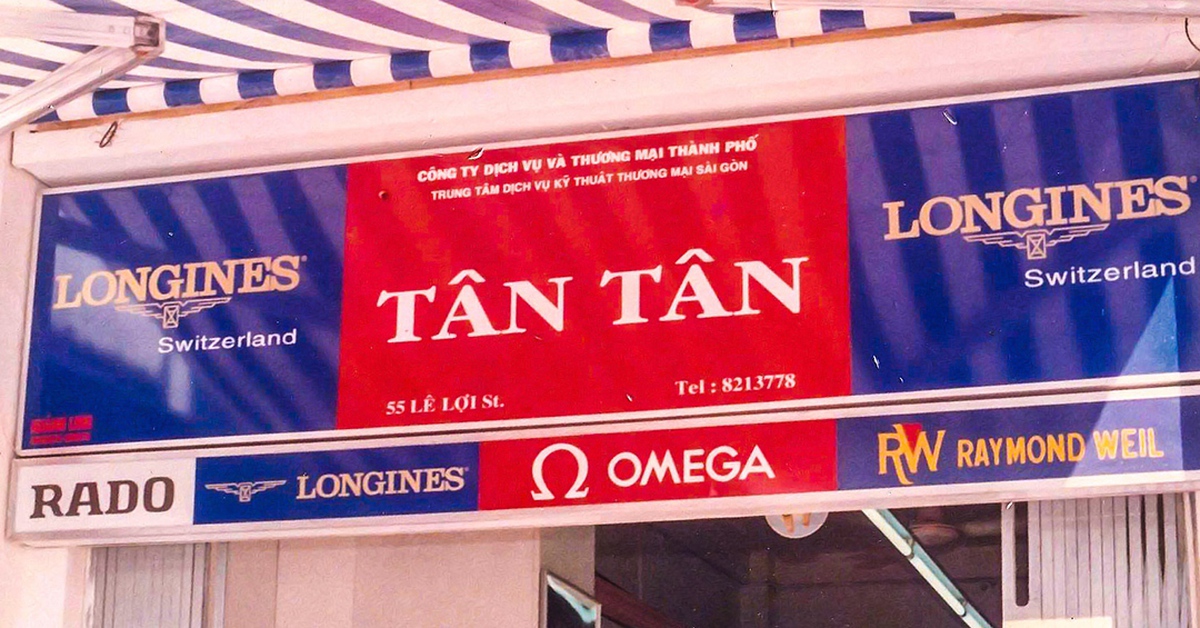 CÔNG TY DỊCH VỤ VÀ THƯƠNG MẠI THÀNH PHỐ
TRUNG TÂM DỊCH VỤ KỸ THUẬT THƯƠNG MẠI SÀI GÒN
LONGINES
Switzerland
TÂN TÂN
LONGINES
Switzerland
55 LÊ LỢI St.
Tel : 8213778
RADO
LONGINES
Ω OMEGA
RW RAYMOND WEIL